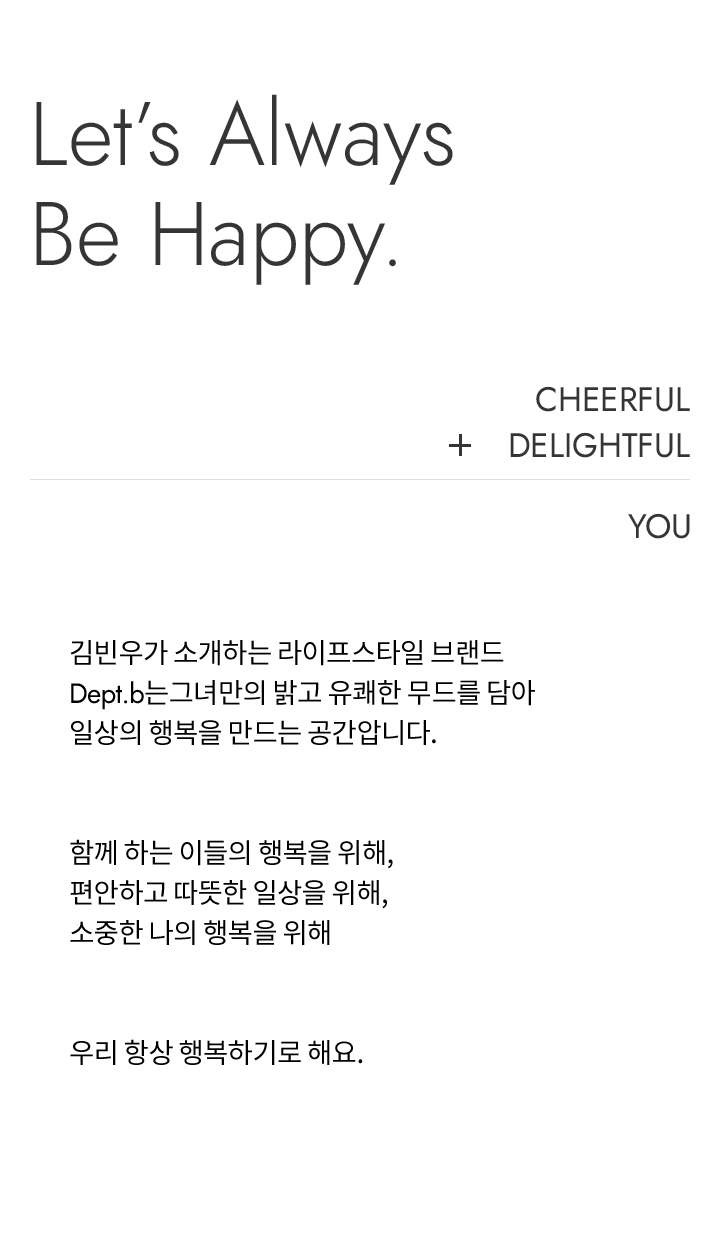 Let’s Always
Be Happy.
CHEERFUL
+ DELIGHTFUL
YOU
김빈우가 소개하는 라이프스타일 브랜드
Dept.b는그녀만의 밝고 유쾌한 무드를 담아
일상의 행복을 만드는 공간압니다.
함께 하는 이들의 행복을 위해,
편안하고 따뜻한 일상을 위해,
소중한 나의 행복을 위해
우리 항상 행복하기로 해요.